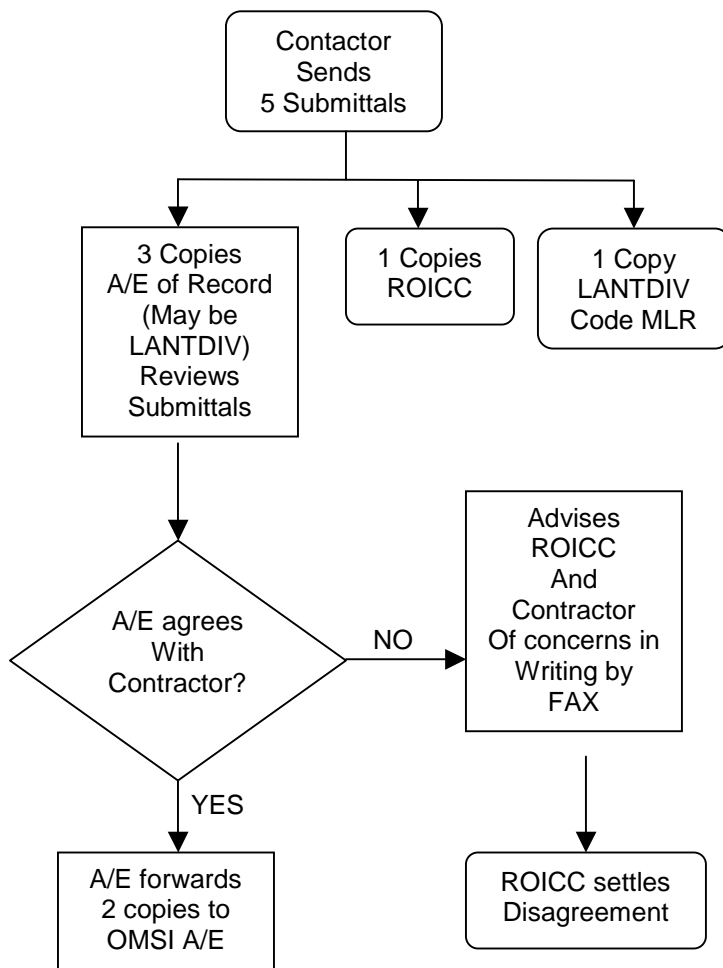 Contactor
Sends
5 Submittals
3 Copies
A/E of Record
(May be
LANTDIV)
Reviews
Submittals
1 Copies
ROICC
1 Copy
LANTDIV
Code MLR
A/E agrees
With
Contractor?
NO
Advises
ROICC
And
Contractor
Of concerns in
Writing by
FAX
YES
A/E forwards
2 copies to
OMSI A/E
ROICC settles
Disagreement